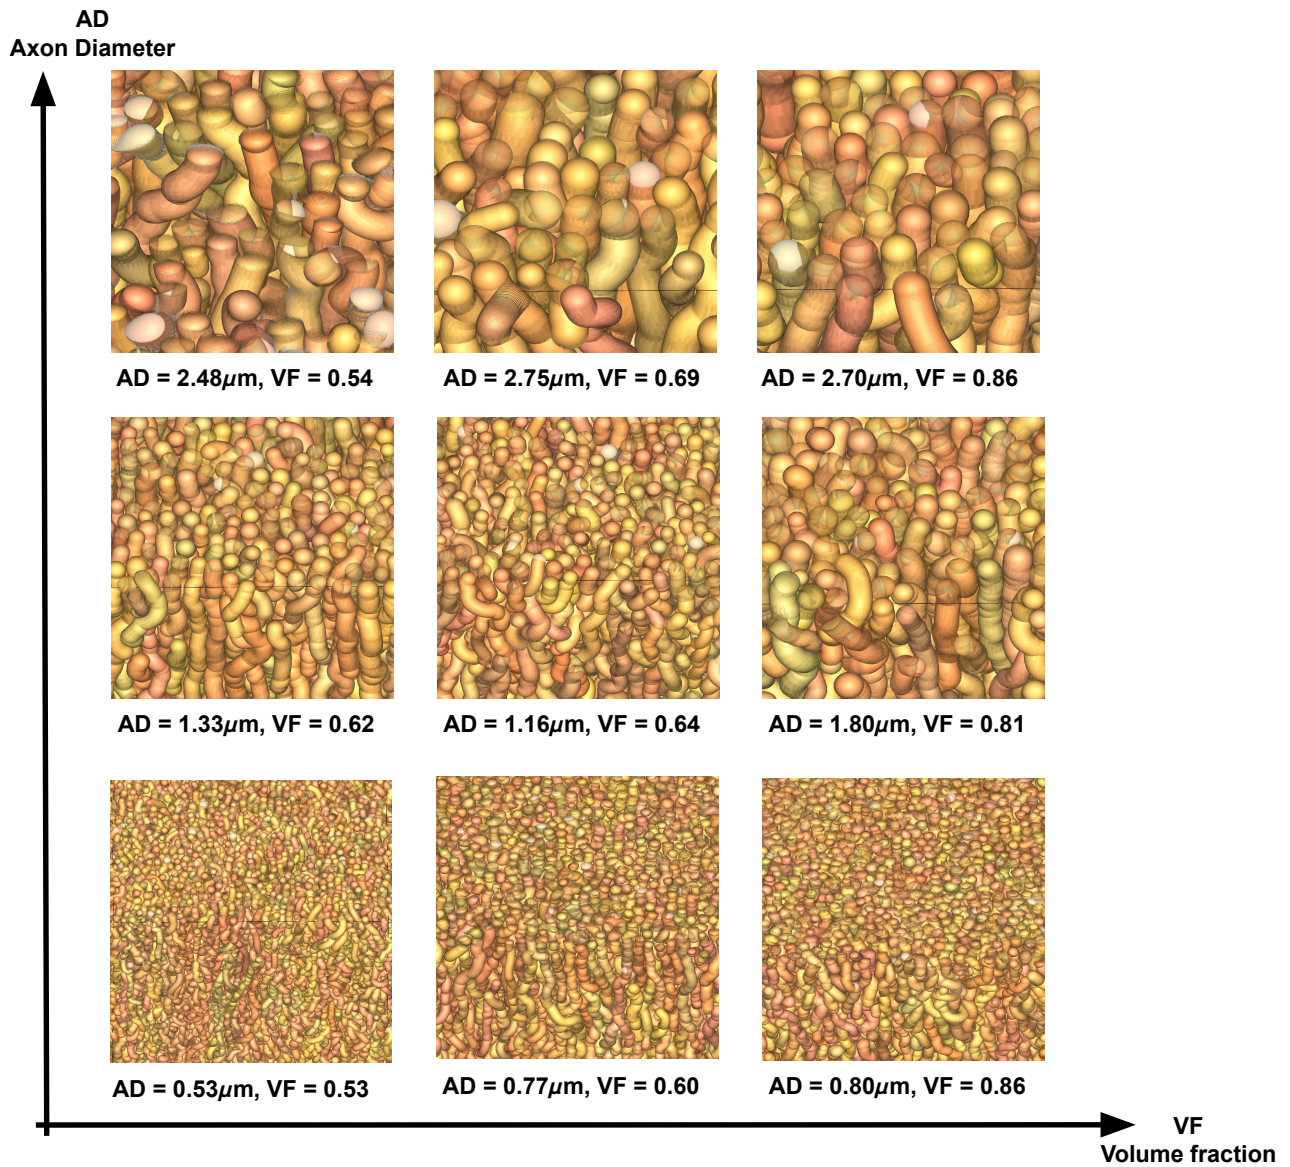 AD
Axon Diameter
AD = 2.48µm, VF = 0.54
AD = 2.75µm, VF = 0.69
AD = 2.70µm, VF = 0.86
AD = 1.33µm, VF = 0.62
AD = 1.16µm, VF = 0.64
AD = 1.80µm, VF = 0.81
AD = 0.53µm, VF = 0.53
AD = 0.77µm, VF = 0.60
AD = 0.80µm, VF = 0.86
VF
Volume fraction